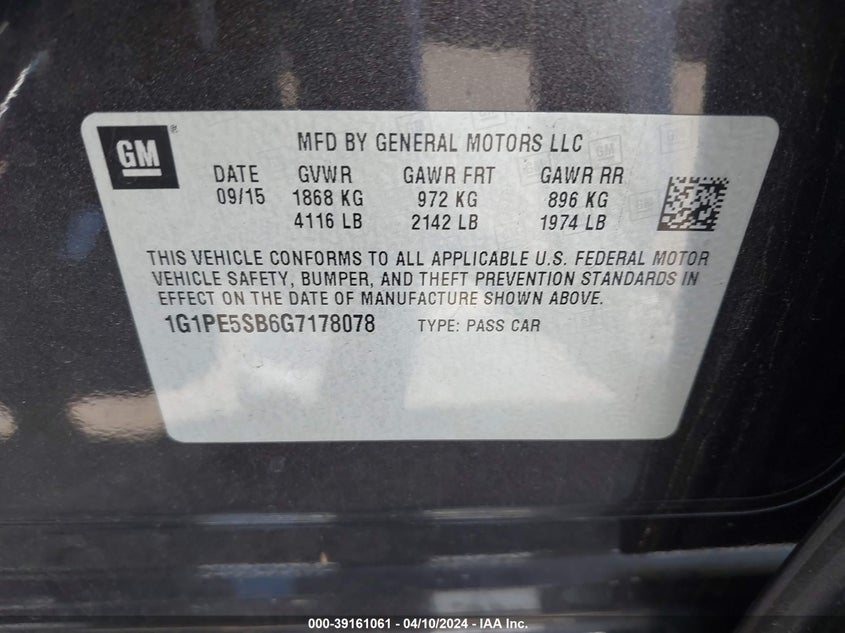 GM®
MFD BY GENERAL MOTORS LLC
DATE GVWR GAWR FRT GAWR RR
09/15 1868 KG 972 KG 896 KG
4116 LB 2142 LB 1974 LB
THIS VEHICLE CONFORMS TO ALL APPLICABLE U.S. FEDERAL MOTOR
VEHICLE SAFETY, BUMPER, AND THEFT PREVENTION STANDARDS IN
EFFECT ON THE DATE OF MANUFACTURE SHOWN ABOVE.
1G1PE5SB6G7178078 TYPE: PASS CAR
000-39161061 - 04/10/2024 - IAA Inc.